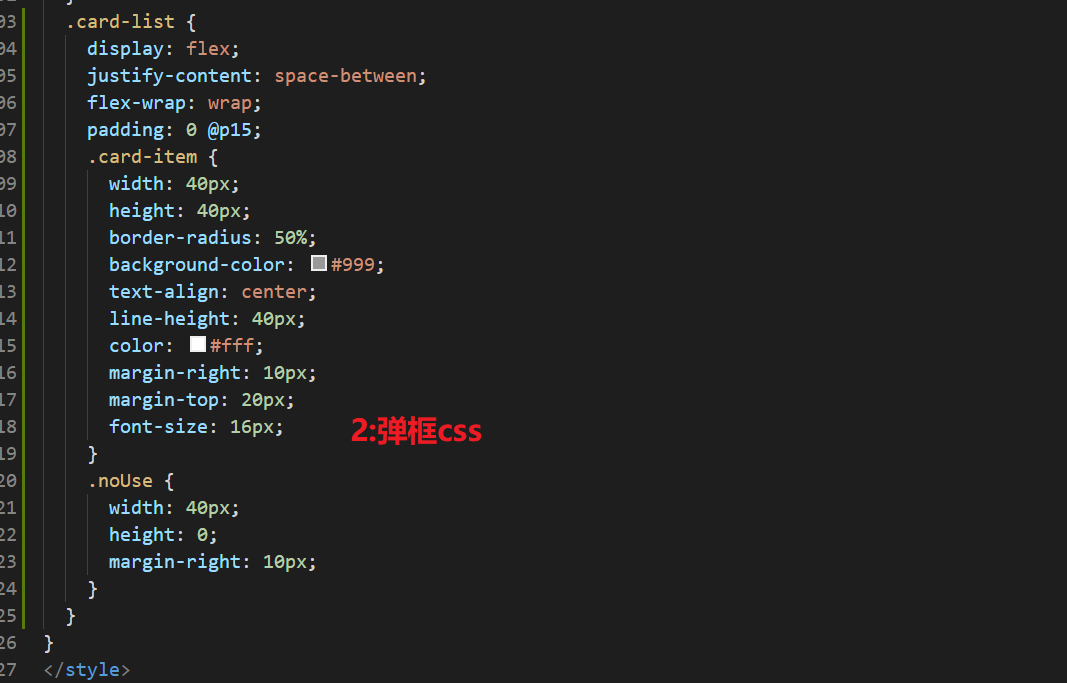 }
03 .card-list {
04 display: flex;
05 justify-content: space-between;
06 flex-wrap: wrap;
07 padding: 0 @p15;
08 .card-item {
09 width: 40px;
10 height: 40px;
11 border-radius: 50%;
12 background-color: #999;
13 text-align: center;
14 line-height: 40px;
15 color: #fff;
16 margin-right: 10px;
17 margin-top: 20px;
18 font-size: 16px;
2:弹框css
19 }
20 .noUse {
21 width: 40px;
22 height: 0;
23 margin-right: 10px;
24 }
25 }
26 }
27 </style>